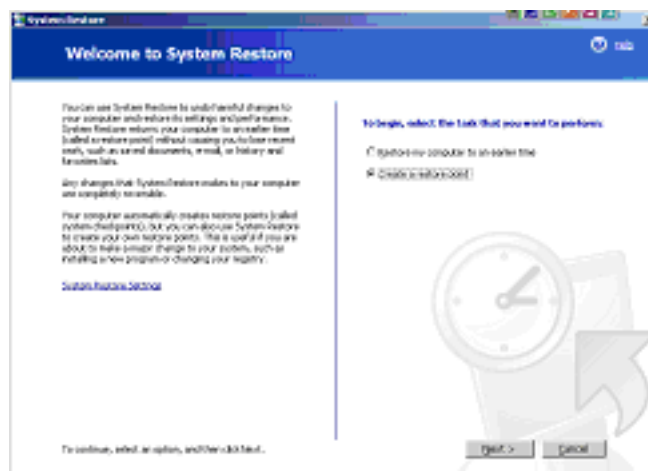 System Restore
Welcome to System Restore
Help
You can use System Restore to undo harmful changes to
your computer and restore its settings and performance.
System Restore returns your computer to an earlier time
(called a restore point) without causing you to lose recent
work, such as saved documents, e-mail, or history and
favorites lists.
Any changes that System Restore makes to your computer
are completely reversible.
Your computer automatically creates restore points (called
system checkpoints), but you can also use System Restore
to create your own restore points. This is useful if you are
about to make a major change to your system, such as
installing a new program or changing your registry.
System Restore Settings
To begin, select the task that you want to perform:
Restore my computer to an earlier time
Create a restore point
To continue, select an option, and then click Next.
Next >
Cancel